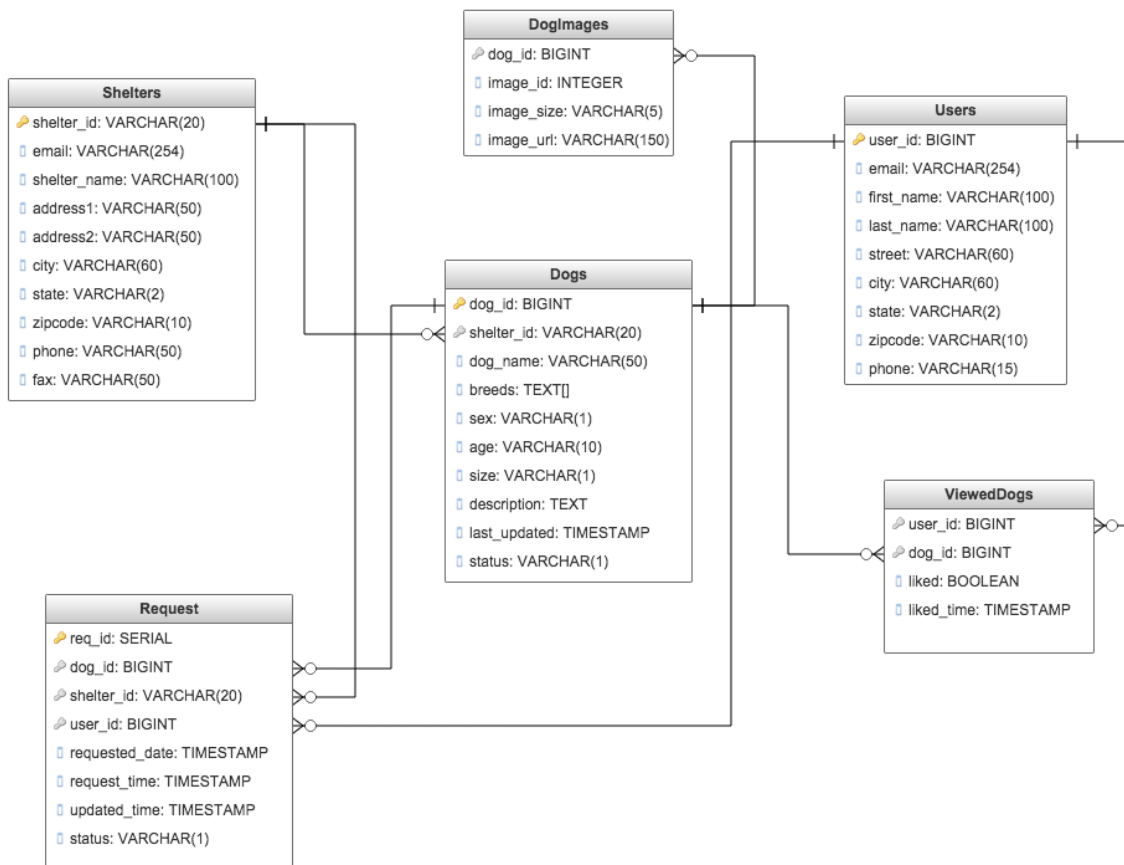 DogImages
dog_id: BIGINT
image_id: INTEGER
image_size: VARCHAR(5)
image_url: VARCHAR(150)
Shelters
shelter_id: VARCHAR(20)
email: VARCHAR(254)
shelter_name: VARCHAR(100)
address1: VARCHAR(50)
address2: VARCHAR(50)
city: VARCHAR(60)
state: VARCHAR(2)
zipcode: VARCHAR(10)
phone: VARCHAR(50)
fax: VARCHAR(50)
Users
user_id: BIGINT
email: VARCHAR(254)
first_name: VARCHAR(100)
last_name: VARCHAR(100)
street: VARCHAR(60)
city: VARCHAR(60)
state: VARCHAR(2)
zipcode: VARCHAR(10)
phone: VARCHAR(15)
Dogs
dog_id: BIGINT
shelter_id: VARCHAR(20)
dog_name: VARCHAR(50)
breeds: TEXT[]
sex: VARCHAR(1)
age: VARCHAR(10)
size: VARCHAR(1)
description: TEXT
last_updated: TIMESTAMP
status: VARCHAR(1)
ViewedDogs
user_id: BIGINT
dog_id: BIGINT
liked: BOOLEAN
liked_time: TIMESTAMP
Request
req_id: SERIAL
dog_id: BIGINT
shelter_id: VARCHAR(20)
user_id: BIGINT
requested_date: TIMESTAMP
request_time: TIMESTAMP
updated_time: TIMESTAMP
status: VARCHAR(1)